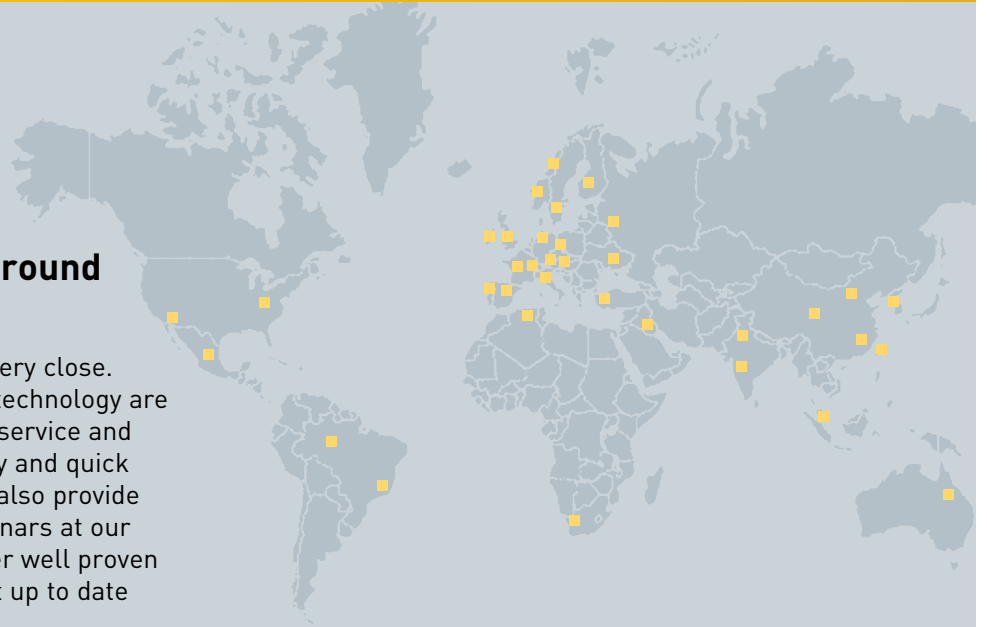 round
ery close.
technology are
service and
y and quick
also provide
nars at our
er well proven
t up to date